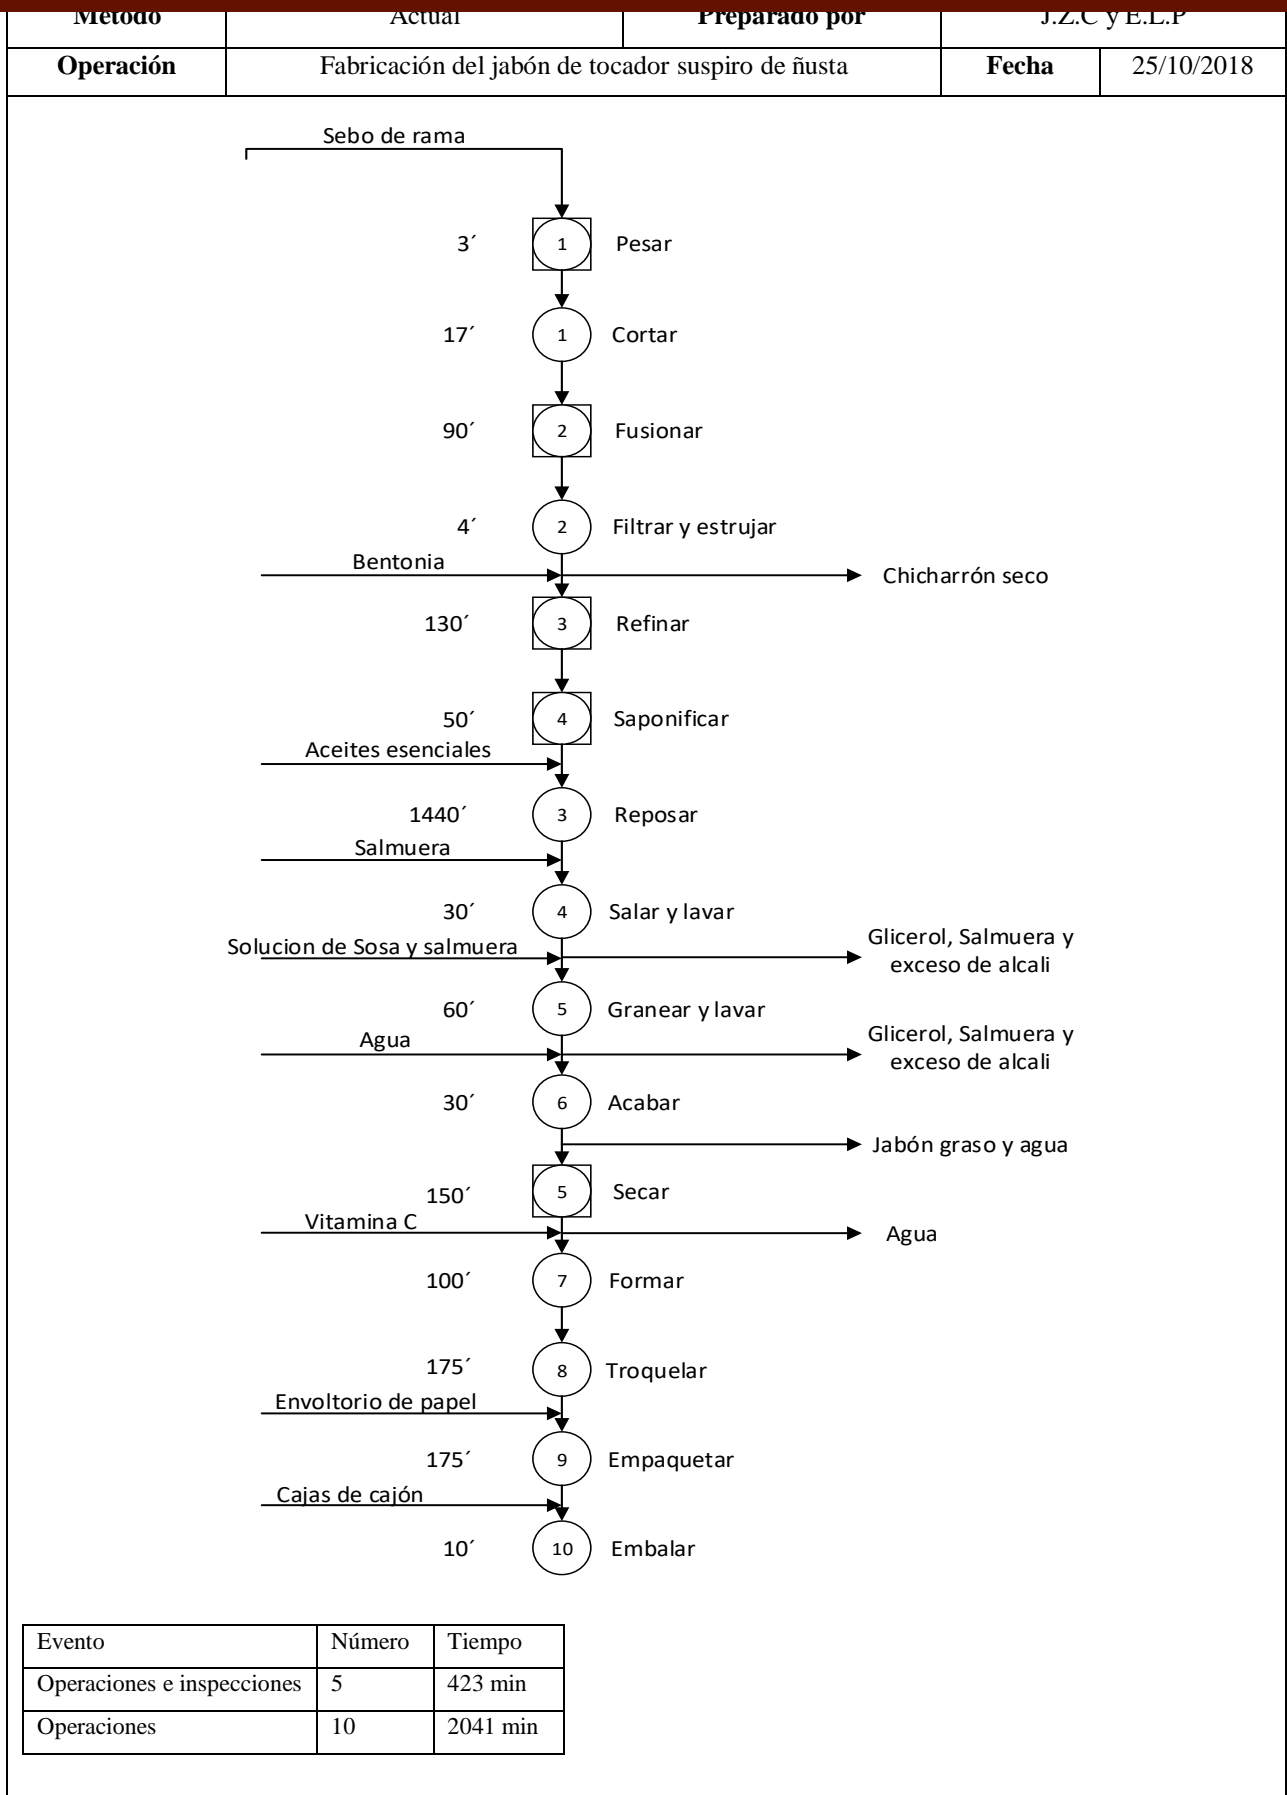 Método Actual Preparado por J.Z.C y E.L.P
Operación Fabricación del jabón de tocador suspiro de ñusta Fecha 25/10/2018
Sebo de rama
3´ 1 Pesar
17´ 1 Cortar
90´ 2 Fusionar
4´ 2 Filtrar y estrujar
Bentonia
Chicharrón seco
130´ 3 Refinar
50´ 4 Saponificar
Aceites esenciales
1440´ 3 Reposar
Salmuera
30´ 4 Salar y lavar
Solucion de Sosa y salmuera
Glicerol, Salmuera y
exceso de alcali
60´ 5 Granear y lavar
Agua
Glicerol, Salmuera y
exceso de alcali
30´ 6 Acabar
Jabón graso y agua
150´ 5 Secar
Vitamina C
Agua
100´ 7 Formar
175´ 8 Troquelar
Envoltorio de papel
175´ 9 Empaquetar
Cajas de cajón
10´ 10 Embalar
Evento Número Tiempo
Operaciones e inspecciones 5 423 min
Operaciones 10 2041 min